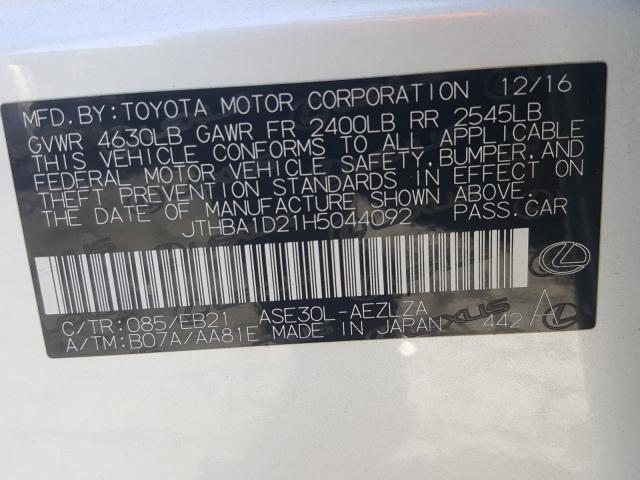 MFD.BY:TOYOTA MOTOR CORPORATION 12/16
GVWR 4630LB GAWR FR 2400LB RR 2545LB
THIS VEHICLE CONFORMS TO ALL APPLICABLE
FEDERAL MOTOR VEHICLE SAFETY,BUMPER,AND
THEFT PREVENTION STANDARDS IN EFFECT ON
THE DATE OF MANUFACTURE SHOWN ABOVE.
JTHBA1D21H5044092 PASS.CAR
C/TR:085/EB21 ASE30L-AEZLZA
A/TM:B07A/AA81E MADE IN JAPAN 442 A
LEXUS